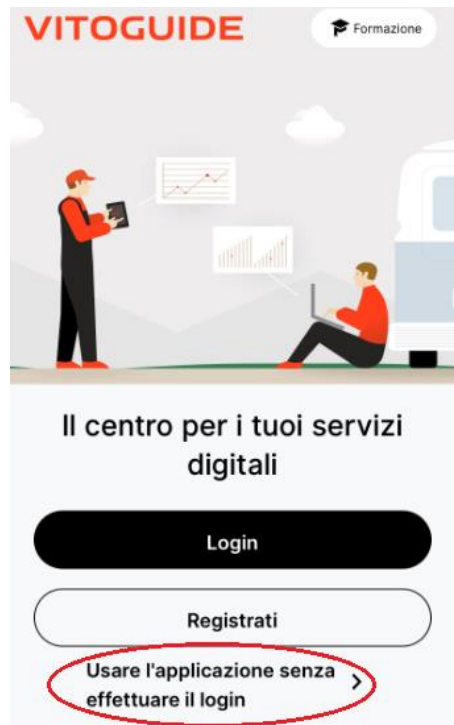 VITOGUIDE
Formazione
Il centro per i tuoi servizi
digitali
Login
Registrati
Usare l'applicazione senza
effettuare il login